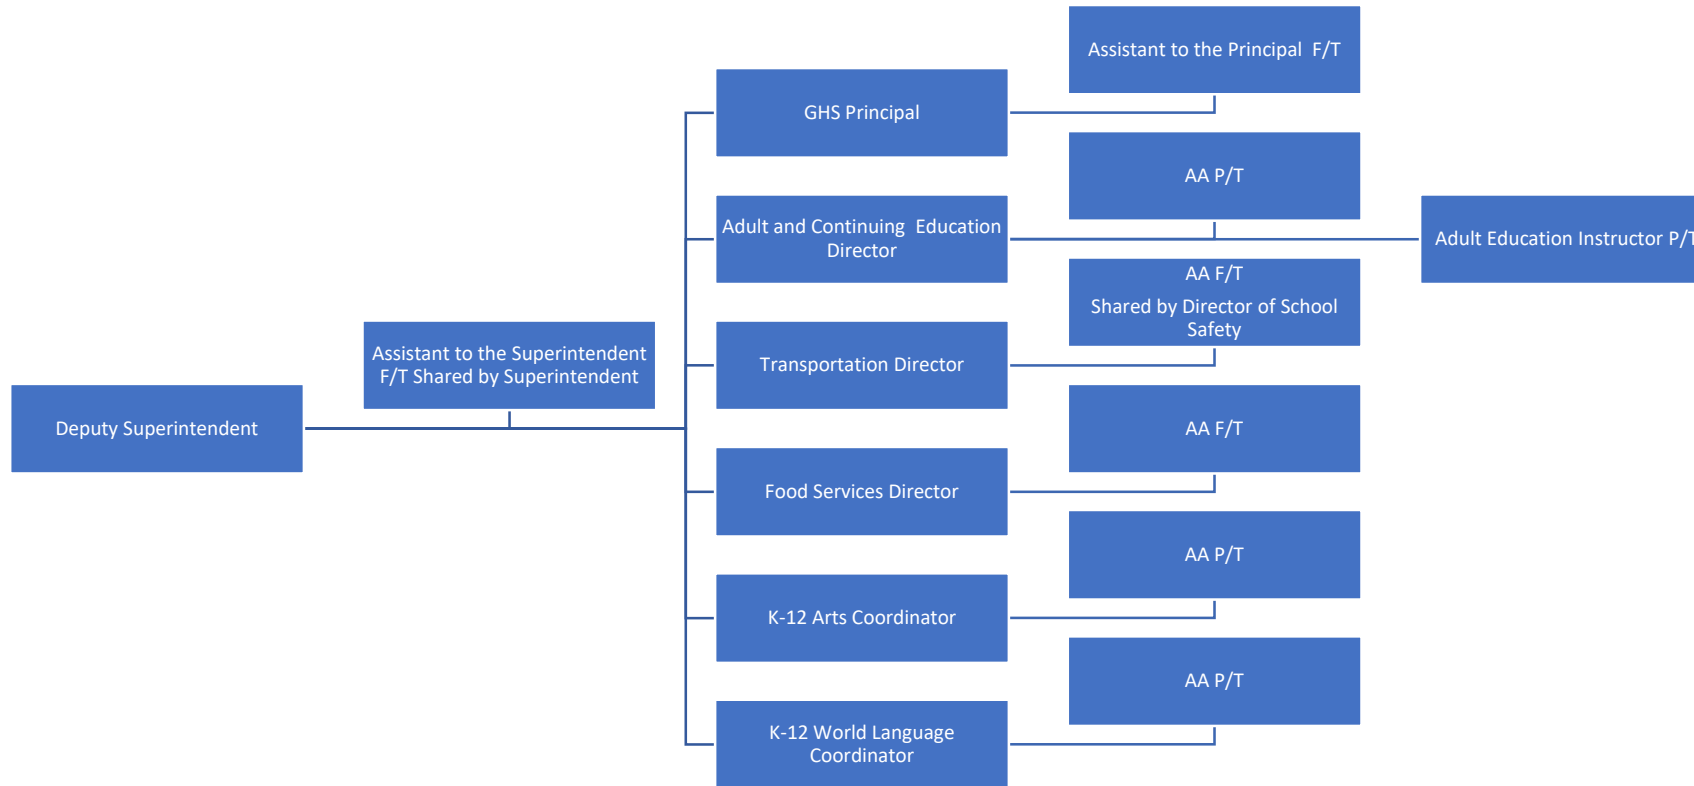 Assistant to the Principal  F/T
GHS Principal
AA P/T
Adult and Continuing  Education
Director
Adult Education Instructor P/T
AA F/T
Shared by Director of School
Safety
Assistant to the Superintendent
F/T Shared by Superintendent
Transportation Director
Deputy Superintendent
AA F/T
Food Services Director
AA P/T
K-12 Arts Coordinator
AA P/T
K-12 World Language
Coordinator